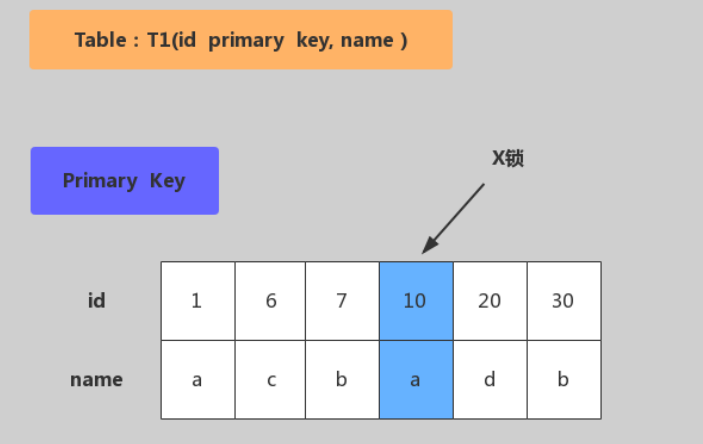 Table : T1(id primary key, name )
X锁
Primary Key
id 1 6 7 10 20 30
name a c b a d b